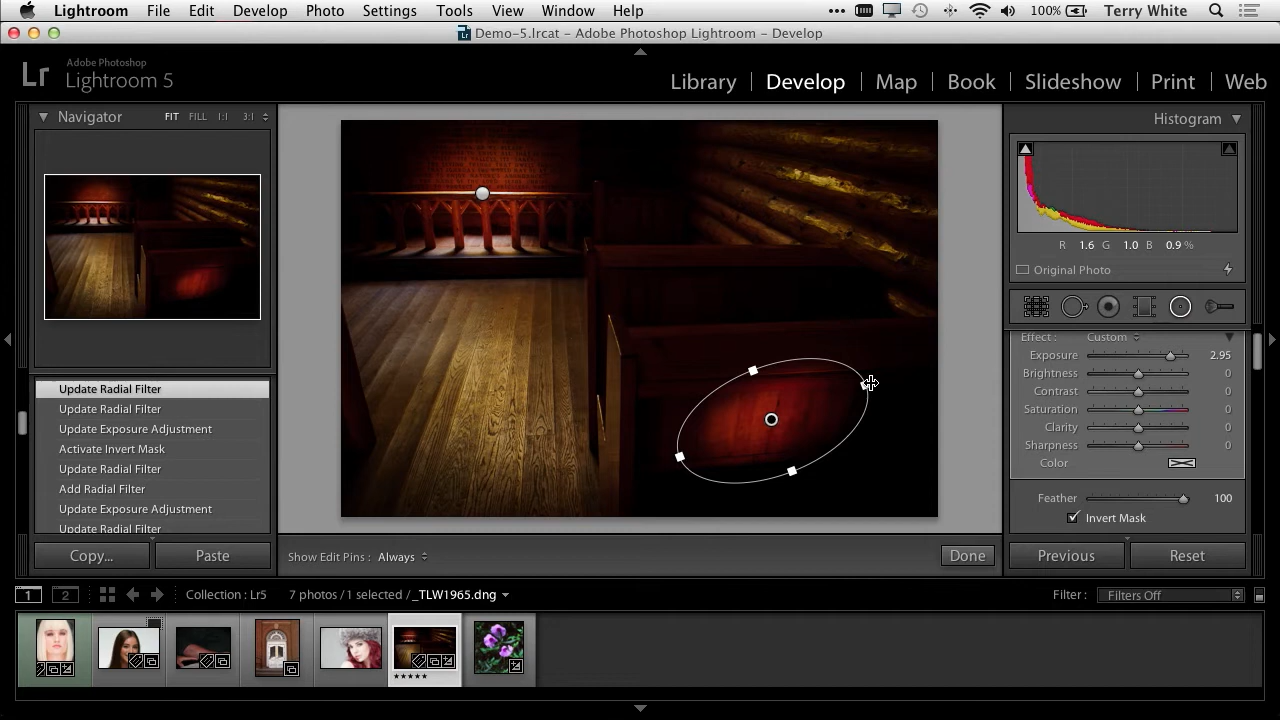 Lightroom File Edit Develop Photo Settings Tools View Window Help 100% Terry White
Lr Demo-5.lrcat – Adobe Photoshop Lightroom – Develop
Lr Adobe Photoshop
Lightroom 5
Library | Develop | Map | Book | Slideshow | Print | Web
Navigator FIT FILL 1:1 3:1
Histogram
R 1.6 G 1.0 B 0.9 %
Original Photo
Effect : Custom
Exposure 2.95
Brightness 0
Contrast 0
Saturation 0
Clarity 0
Sharpness 0
Color
Feather 100
Invert Mask
Previous Reset
Update Radial Filter
Update Radial Filter
Update Exposure Adjustment
Activate Invert Mask
Update Radial Filter
Add Radial Filter
Update Exposure Adjustment
Update Radial Filter
Copy... Paste
Show Edit Pins : Always Done
1 2 Collection : Lr5 7 photos / 1 selected / _TLW1965.dng Filter : Filters Off